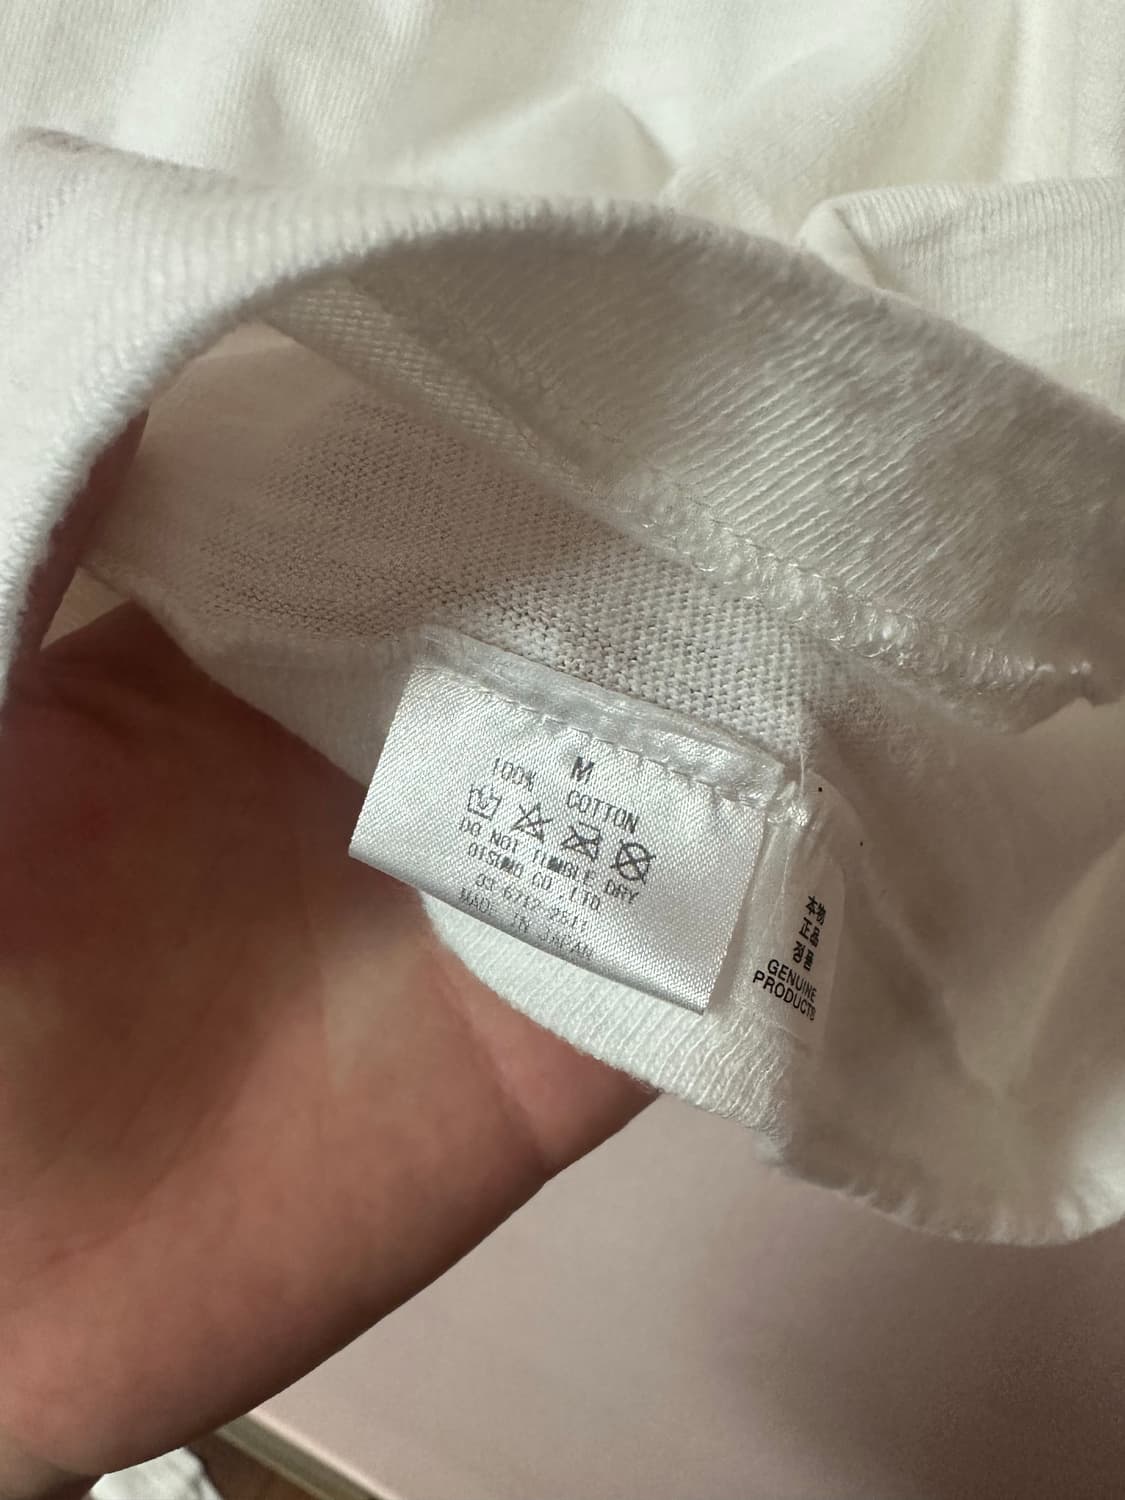 M
100% COTTON
DO NOT TUMBLE DRY
CO.,LTD.
MADE IN JAPAN
本物
正品
정품
GENUINE
PRODUCTS